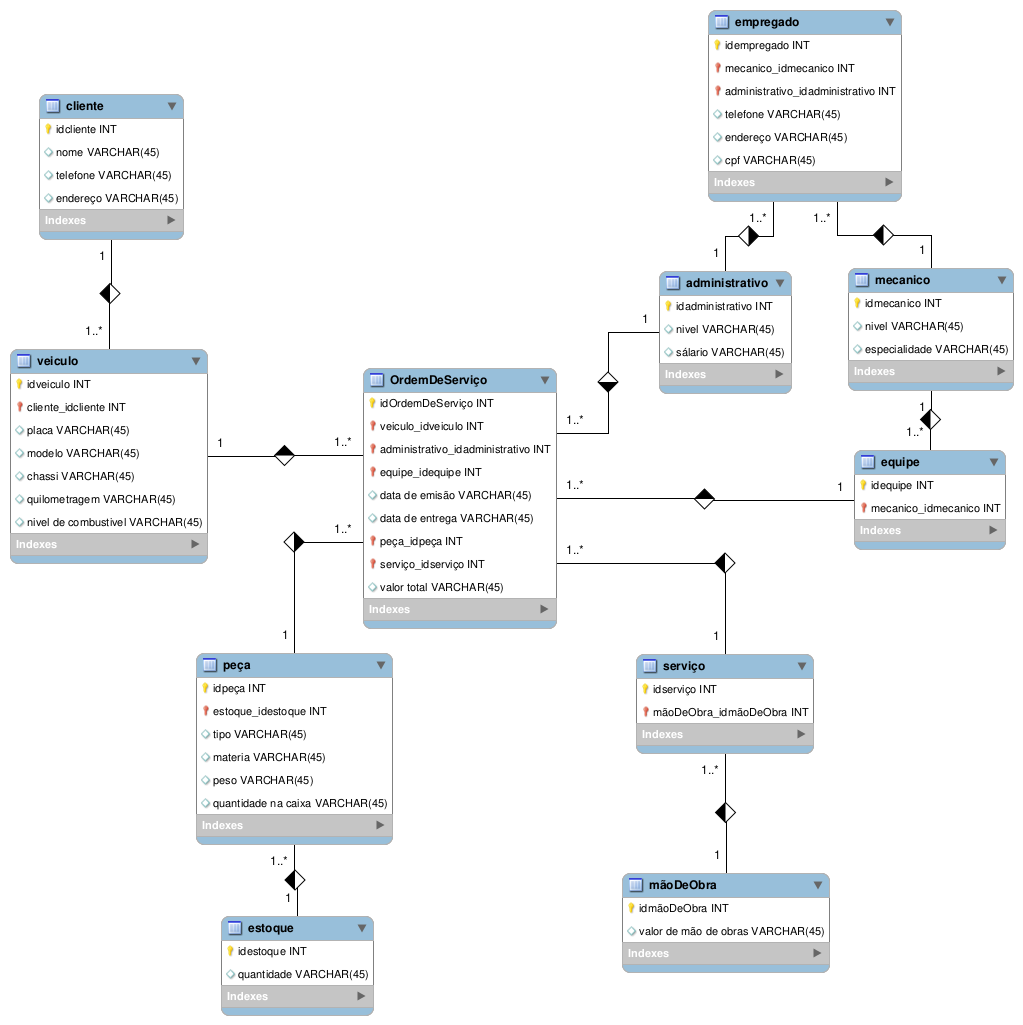 empregado
idempregado INT
mecanico_idmecanico INT
administrativo_idadministrativo INT
telefone VARCHAR(45)
endereço VARCHAR(45)
cpf VARCHAR(45)
Indexes
cliente
idcliente INT
nome VARCHAR(45)
telefone VARCHAR(45)
endereço VARCHAR(45)
Indexes
1..*
1..*
1
1
1
1..*
administrativo
idadministrativo INT
nivel VARCHAR(45)
sálario VARCHAR(45)
Indexes
mecanico
idmecanico INT
nivel VARCHAR(45)
especialidade VARCHAR(45)
Indexes
1
1..*
1
1..*
veiculo
idveiculo INT
cliente_idcliente INT
placa VARCHAR(45)
modelo VARCHAR(45)
chassi VARCHAR(45)
quilometragem VARCHAR(45)
nivel de combustivel VARCHAR(45)
Indexes
1
1..*
OrdemDeServiço
idOrdemDeServiço INT
veiculo_idveiculo INT
administrativo_idadministrativo INT
equipe_idequipe INT
data de emisão VARCHAR(45)
data de entrega VARCHAR(45)
peça_idpeça INT
serviço_idserviço INT
valor total VARCHAR(45)
Indexes
equipe
idequipe INT
mecanico_idmecanico INT
Indexes
1..*
1
1..*
1
1..*
1
peça
idpeça INT
estoque_idestoque INT
tipo VARCHAR(45)
materia VARCHAR(45)
peso VARCHAR(45)
quantidade na caixa VARCHAR(45)
Indexes
serviço
idserviço INT
mãoDeObra_idmãoDeObra INT
Indexes
1..*
1
1..*
1
estoque
idestoque INT
quantidade VARCHAR(45)
Indexes
mãoDeObra
idmãoDeObra INT
valor de mão de obras VARCHAR(45)
Indexes